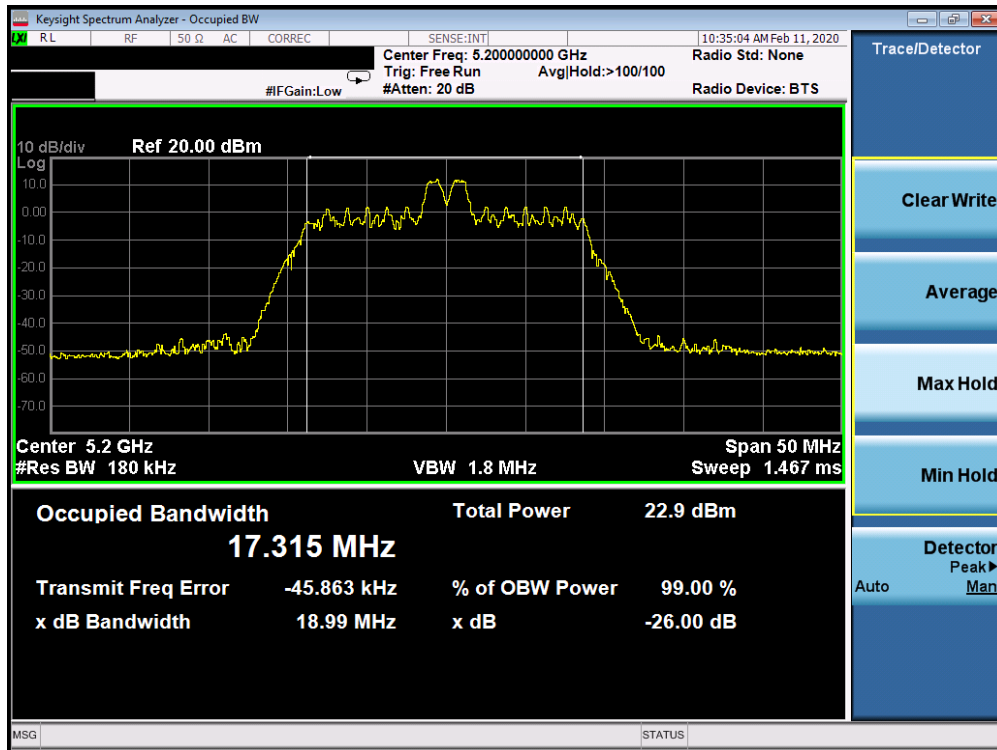 Keysight Spectrum Analyzer - Occupied BW
LXI RL RF 50 Ω AC CORREC SENSE:INT 10:35:04 AM Feb 11, 2020
Center Freq: 5.200000000 GHz Radio Std: None
Trig: Free Run Avg|Hold:>100/100
#IFGain:Low #Atten: 20 dB Radio Device: BTS
Trace/Detector
10 dB/div Ref 20.00 dBm
Log
10.0
0.00
-10.0
-20.0
-30.0
-40.0
-50.0
-60.0
-70.0
Center 5.2 GHz Span 50 MHz
#Res BW 180 kHz VBW 1.8 MHz Sweep 1.467 ms
Occupied Bandwidth Total Power 22.9 dBm
17.315 MHz
Transmit Freq Error -45.863 kHz % of OBW Power 99.00 %
x dB Bandwidth 18.99 MHz x dB -26.00 dB
Clear Write
Average
Max Hold
Min Hold
Detector
Peak▶
Auto Man
MSG STATUS